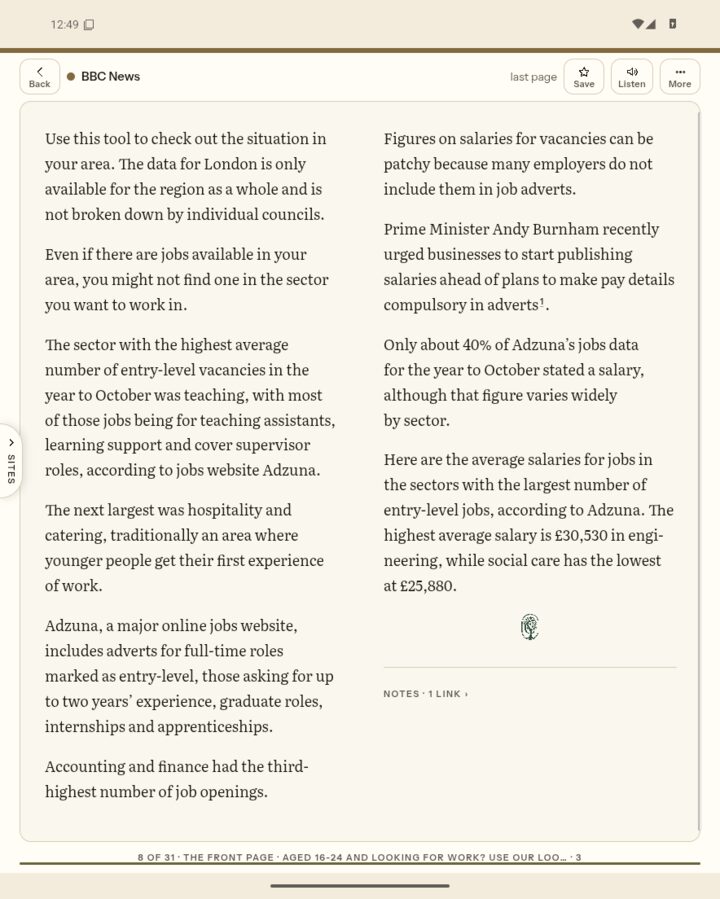 12:49
Back
BBC News
last page
Save
Listen
More
Use this tool to check out the situation in
your area. The data for London is only
available for the region as a whole and is
not broken down by individual councils.
Even if there are jobs available in your
area, you might not find one in the sector
you want to work in.
The sector with the highest average
number of entry-level vacancies in the
year to October was teaching, with most
of those jobs being for teaching assistants,
learning support and cover supervisor
roles, according to jobs website Adzuna.
The next largest was hospitality and
catering, traditionally an area where
younger people get their first experience
of work.
Adzuna, a major online jobs website,
includes adverts for full-time roles
marked as entry-level, those asking for up
to two years’ experience, graduate roles,
internships and apprenticeships.
Accounting and finance had the third-
highest number of job openings.
Figures on salaries for vacancies can be
patchy because many employers do not
include them in job adverts.
Prime Minister Andy Burnham recently
urged businesses to start publishing
salaries ahead of plans to make pay details
compulsory in adverts¹.
Only about 40% of Adzuna’s jobs data
for the year to October stated a salary,
although that figure varies widely
by sector.
Here are the average salaries for jobs in
the sectors with the largest number of
entry-level jobs, according to Adzuna. The
highest average salary is £30,530 in engi-
neering, while social care has the lowest
at £25,880.
NOTES · 1 LINK ›
SITES
8 OF 31 · THE FRONT PAGE · AGED 16-24 AND LOOKING FOR WORK? USE OUR LOO... · 3